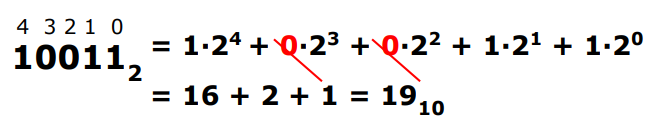 4 3 2 1 0
10011₂ = 1·2⁴ + 0·2³ + 0·2² + 1·2¹ + 1·2⁰
= 16 + 2 + 1 = 19₁₀